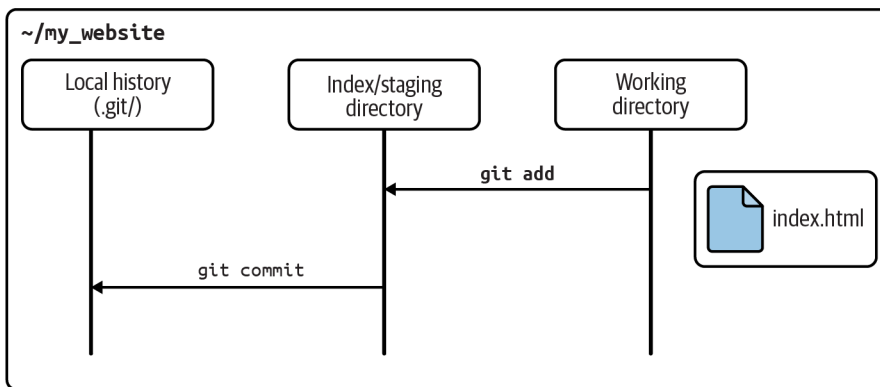 ~/my_website
Local history
(.git/)
Index/staging
directory
Working
directory
git add
index.html
git commit